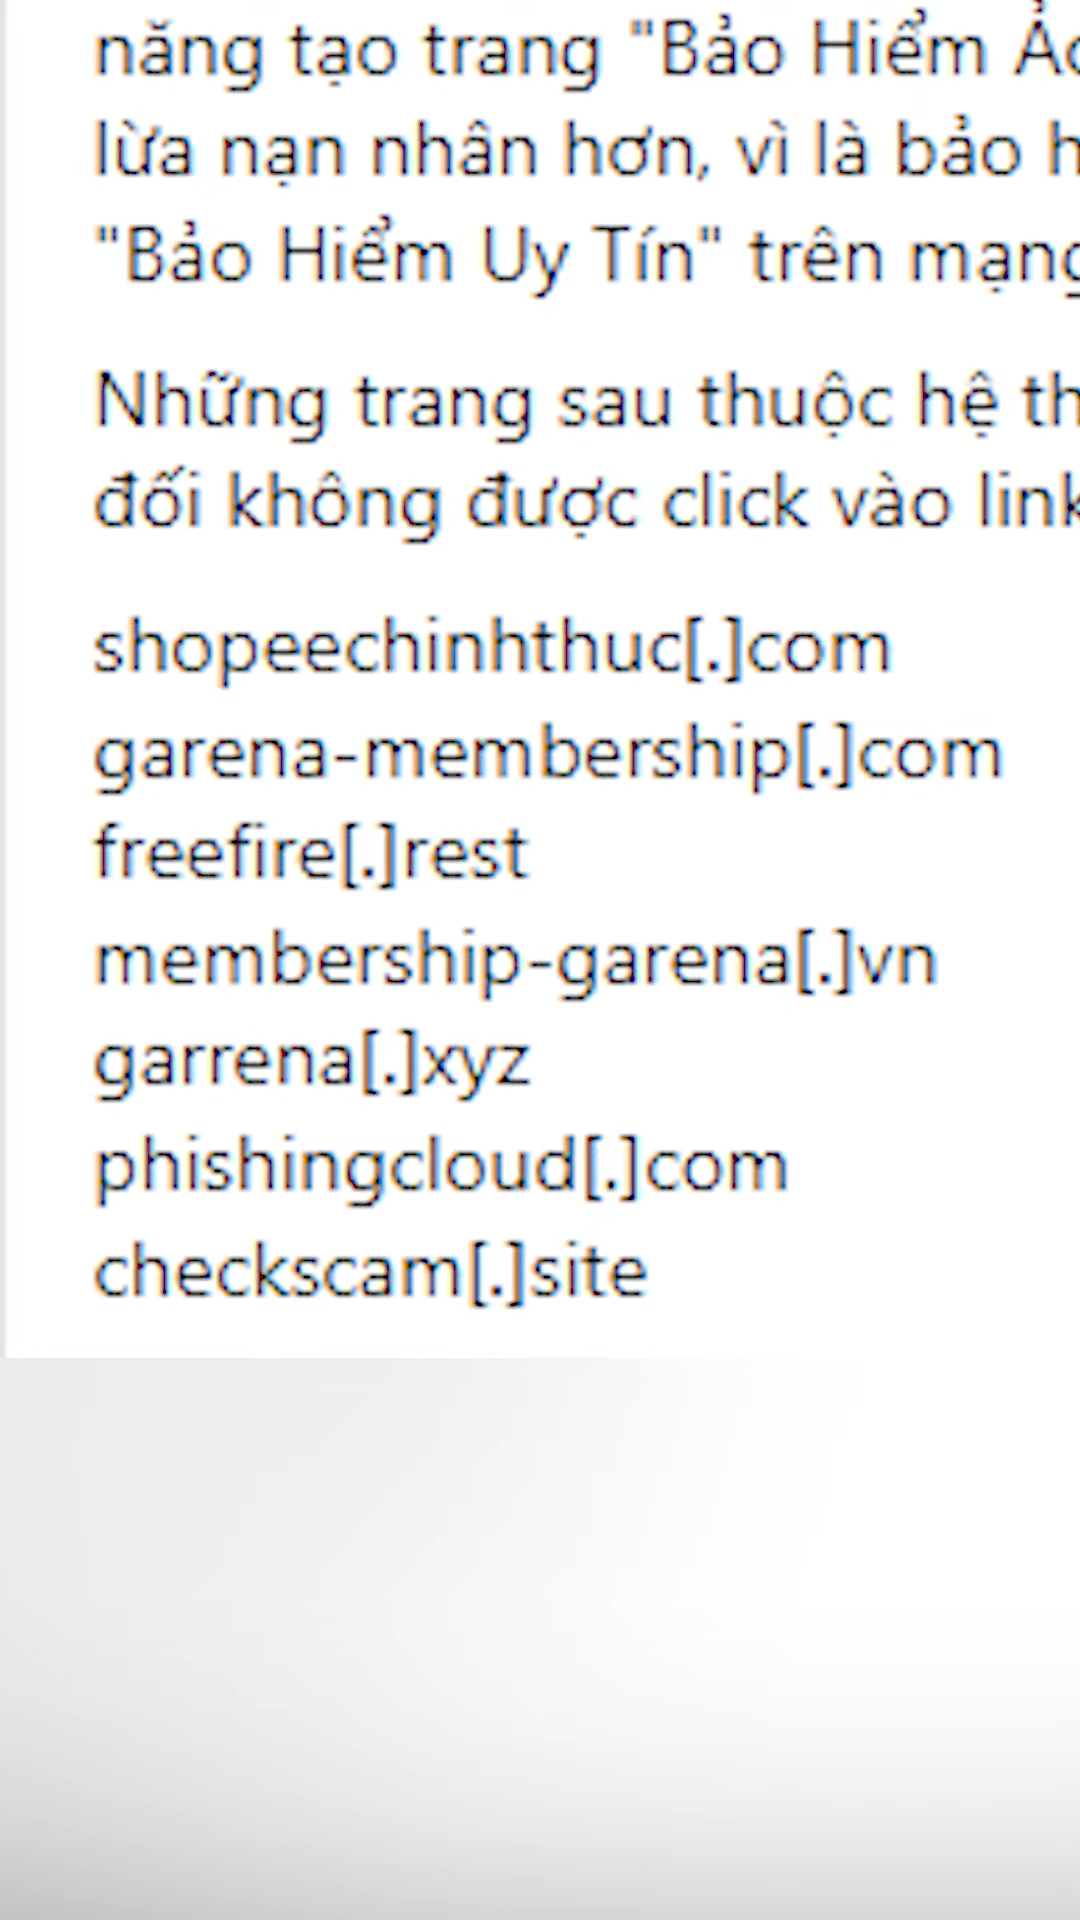 năng tạo trang "Bảo Hiểm
lừa nạn nhân hơn, vì là bảo
"Bảo Hiểm Uy Tín" trên mạng
Những trang sau thuộc hệ
đối không được click vào link
shopeechinhthuc[.]com
garena-membership[.]com
freefire[.]rest
membership-garena[.]vn
garrena[.]xyz
phishingcloud[.]com
checkscam[.]site